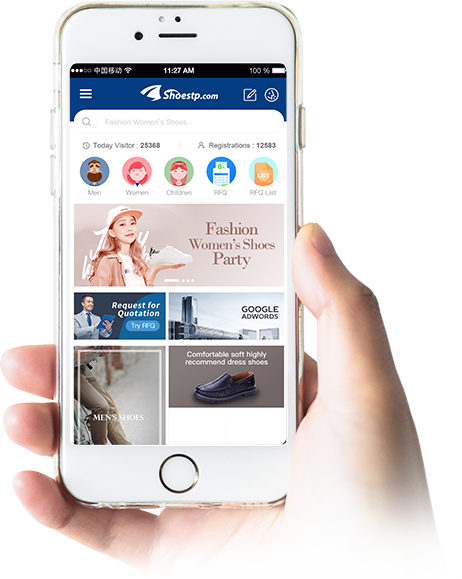 中国移动 11:27 AM 100 %
Shoestp.com
Fashion Women's Shoes
Today Visitor : 25368 Registrations : 12583
Men Women Children RFQ RFQ List
Fashion
Women's Shoes
Party
Request for
Quotation
Try RFQ
GOOGLE
ADWORDS
Comfortable soft highly
recommend dress shoes
MEN'S SHOES